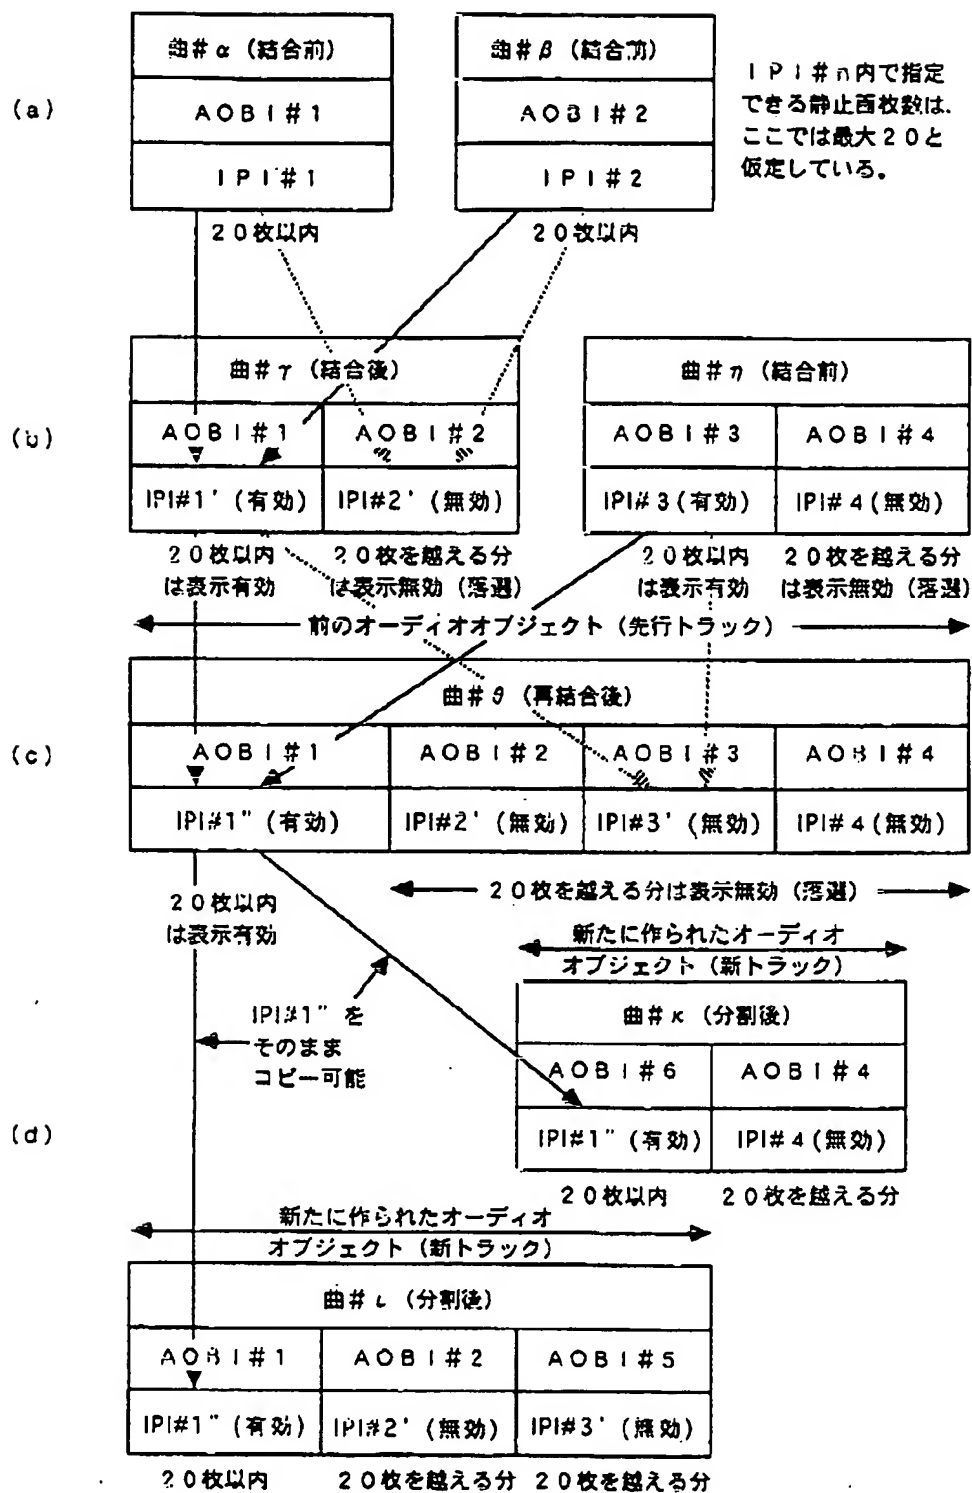 曲#α (結合前)
曲#β (結合前)
IPI#n内で指定
できる静止画枚数は、
ここでは最大20と
仮定している。
(a)
AOBI#1
AOBI#2
IPI#1
IPI#2
20枚以内
20枚以内
曲#γ (結合後)
曲#η (結合前)
(b)
AOBI#1
AOBI#2
AOBI#3
AOBI#4
IPI#1' (有効)
IPI#2' (無効)
IPI#3(有効)
IPI#4(無効)
20枚以内
は表示有効
20枚を越える分
は表示無効(落選)
20枚以内
は表示有効
20枚を越える分
は表示無効(落選)
前のオーディオオブジェクト(先行トラック)
曲#θ (再結合後)
(c)
AOBI#1
AOBI#2
AOBI#3
AOBI#4
IPI#1" (有効)
IPI#2' (無効)
IPI#3' (無効)
IPI#4(無効)
20枚以内
は表示有効
20枚を越える分は表示無効(落選)
新たに作られたオーディオ
オブジェクト(新トラック)
IPI#1" を
そのまま
コピー可能
曲#κ (分割後)
AOBI#6
AOBI#4
(d)
IPI#1" (有効)
IPI#4(無効)
20枚以内
20枚を越える分
新たに作られたオーディオ
オブジェクト(新トラック)
曲#ι (分割後)
AOBI#1
AOBI#2
AOBI#5
IPI#1" (有効)
IPI#2' (無効)
IPI#3' (無効)
20枚以内
20枚を越える分
20枚を越える分